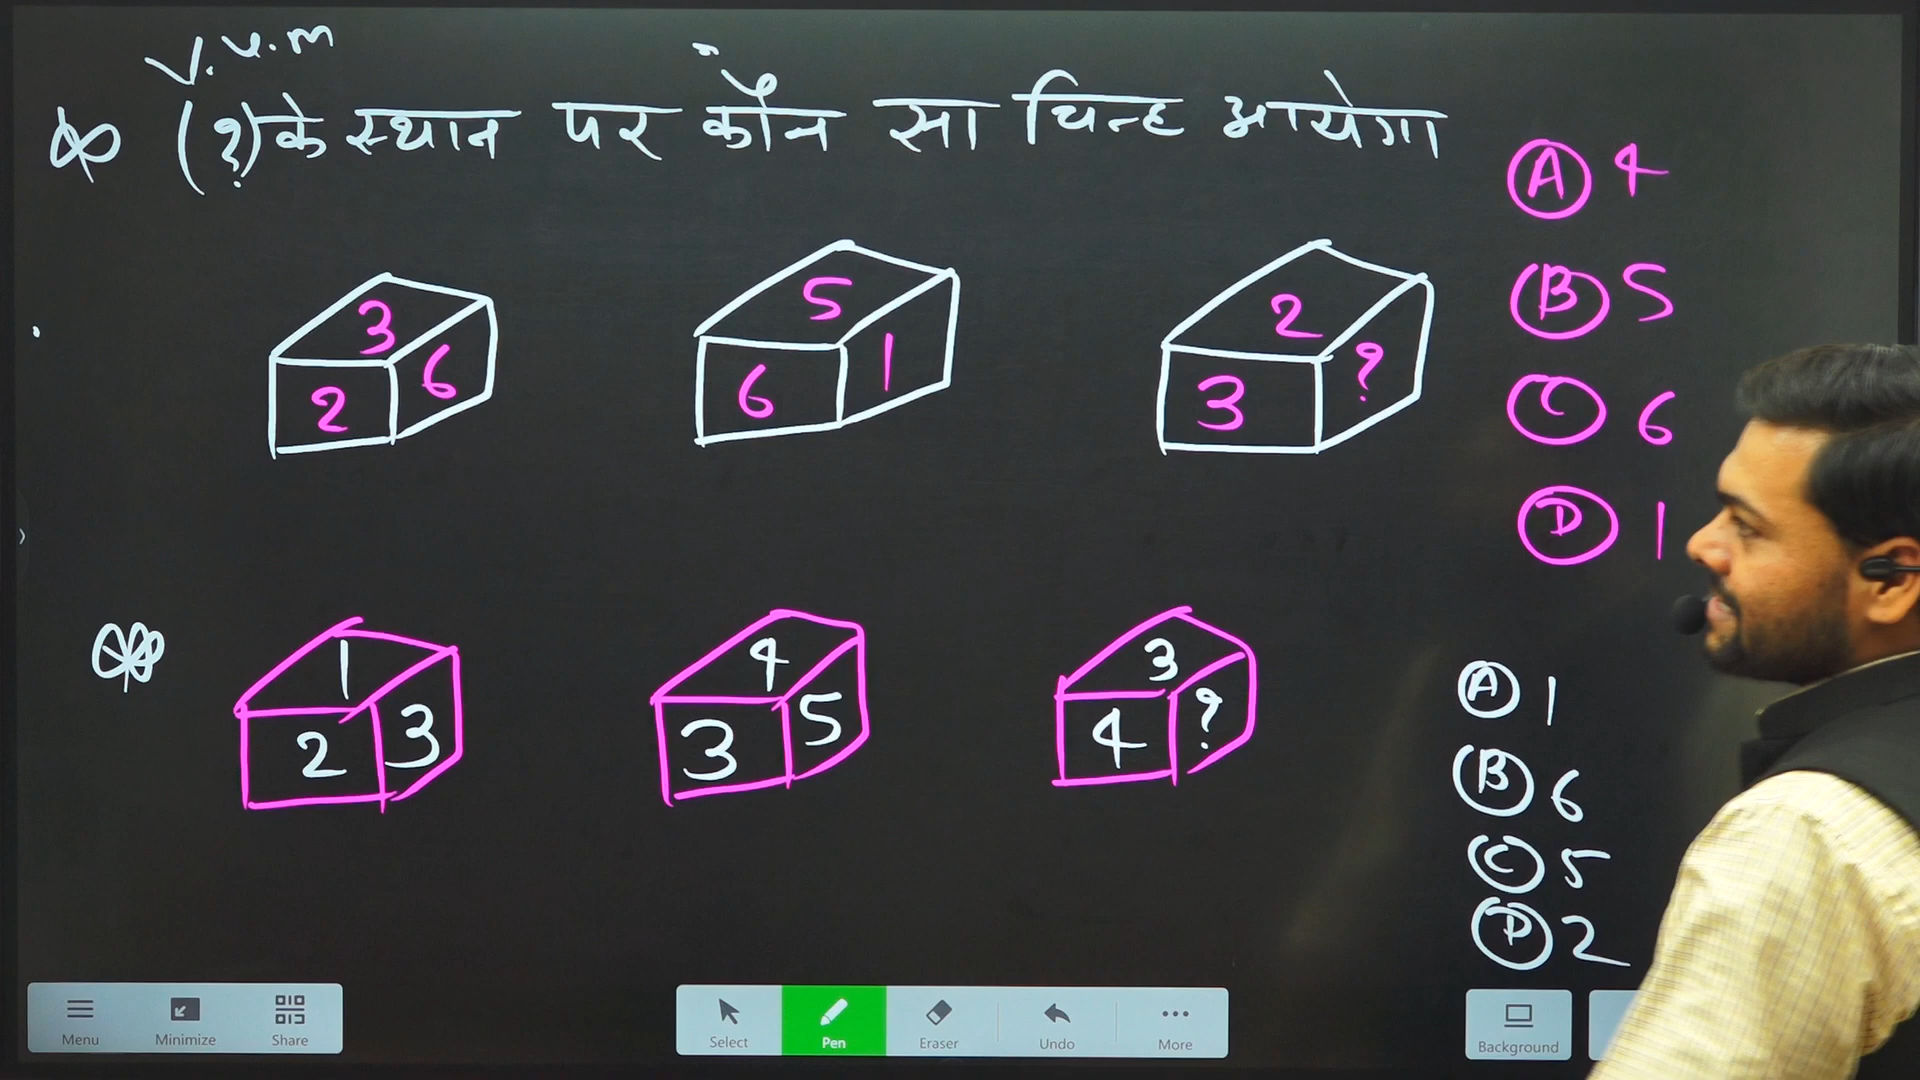 V.V.M
(?) के स्थान पर कौन सा चिन्ह आयेगा
A 4
B 5
C 6
D 1
3 2 6
5 6 1
2 3 ?
1 2 3
4 3 5
3 4 ?
A 1
B 6
C 5
D 2
Menu Minimize Share
Select Pen Eraser Undo More
Background